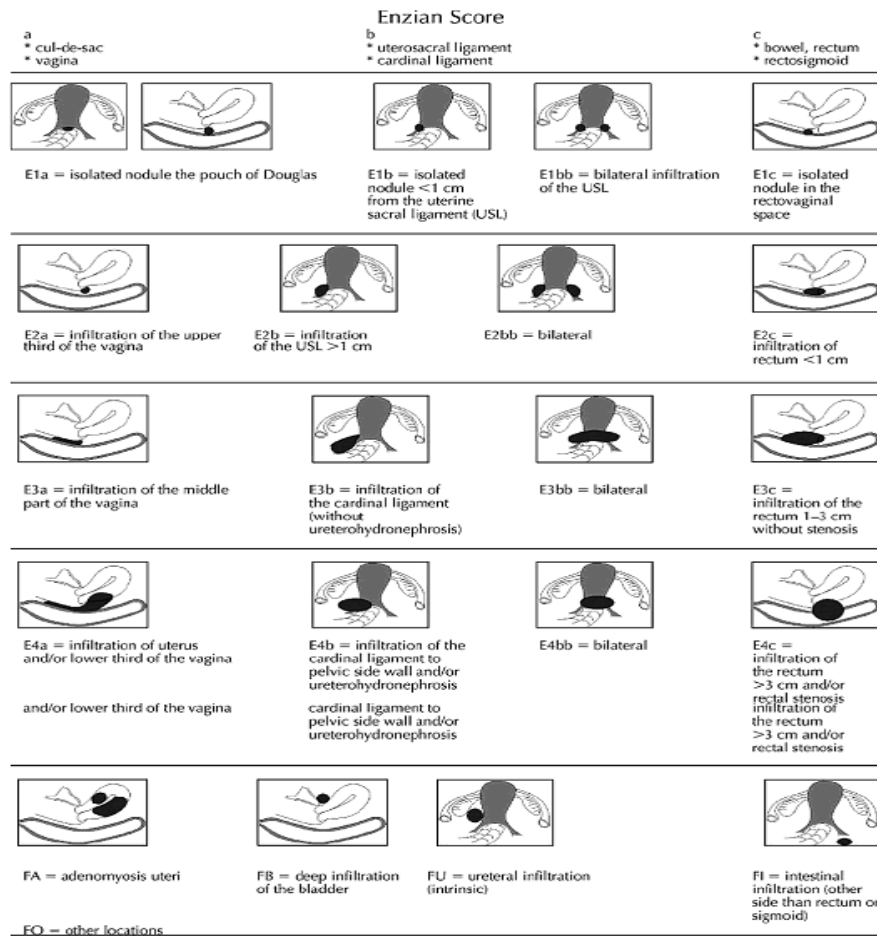 Enzian Score
a
* cul-de-sac
* vagina
b
* uterosacral ligament
* cardinal ligament
c
* bowel, rectum
* rectosigmoid
E1a = isolated nodule the pouch of Douglas
E1b = isolated
nodule <1 cm
from the uterine
sacral ligament (USL)
E1bb = bilateral infiltration
of the USL
E1c = isolated
nodule in the
rectovaginal
space
E2a = infiltration of the upper
third of the vagina
E2b = infiltration
of the USL >1 cm
E2bb = bilateral
E2c =
infiltration of
rectum <1 cm
E3a = infiltration of the middle
part of the vagina
E3b = infiltration of
the cardinal ligament
(without
ureterohydronephrosis)
E3bb = bilateral
E3c =
infiltration of the
rectum 1–3 cm
without stenosis
E4a = infiltration of uterus
and/or lower third of the vagina
and/or lower third of the vagina
E4b = infiltration of the
cardinal ligament to
pelvic side wall and/or
ureterohydronephrosis
cardinal ligament to
pelvic side wall and/or
ureterohydronephrosis
E4bb = bilateral
E4c =
infiltration of
the rectum
>3 cm and/or
rectal stenosis
infiltration of
the rectum
>3 cm and/or
rectal stenosis
FA = adenomyosis uteri
FB = deep infiltration
of the bladder
FU = ureteral infiltration
(intrinsic)
FI = intestinal
infiltration (other
side than rectum or
sigmoid)
FO = other locations